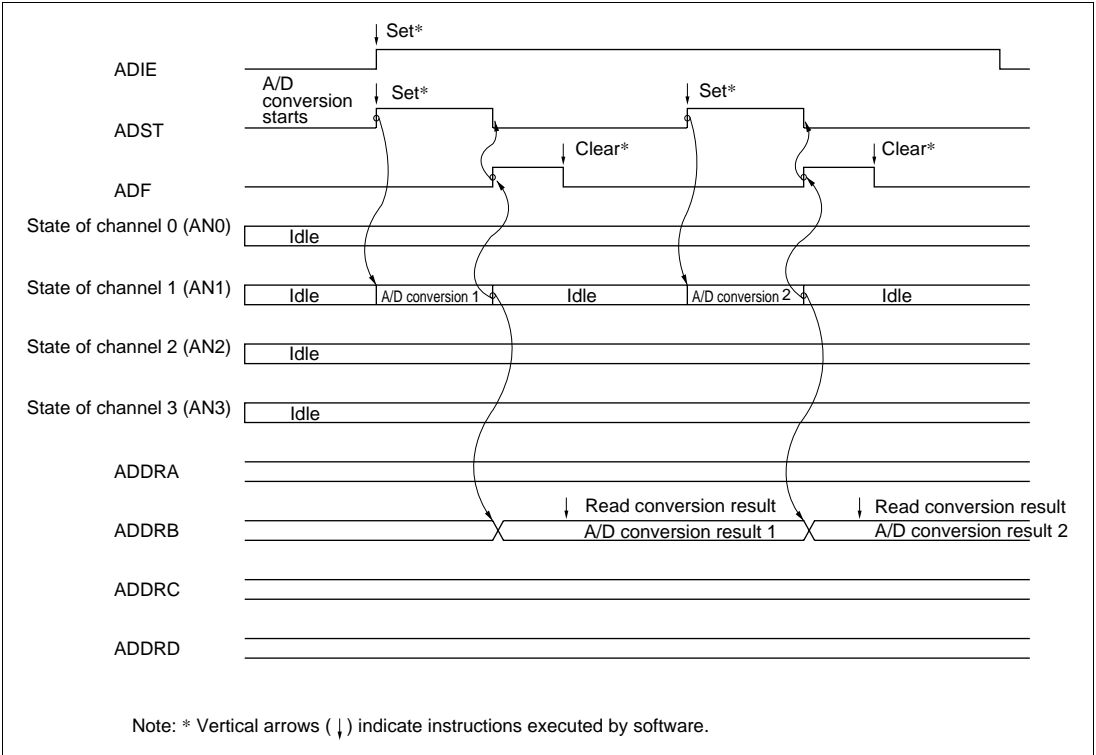 Set*
ADIE
A/D
conversion
starts
Set* Set*
ADST
Clear* Clear*
ADF
State of channel 0 (AN0)
Idle
State of channel 1 (AN1)
Idle A/D conversion 1 Idle A/D conversion 2 Idle
State of channel 2 (AN2)
Idle
State of channel 3 (AN3)
Idle
ADDRA
Read conversion result Read conversion result
ADDRB
A/D conversion result 1 A/D conversion result 2
ADDRC
ADDRD
Note: * Vertical arrows (↓) indicate instructions executed by software.